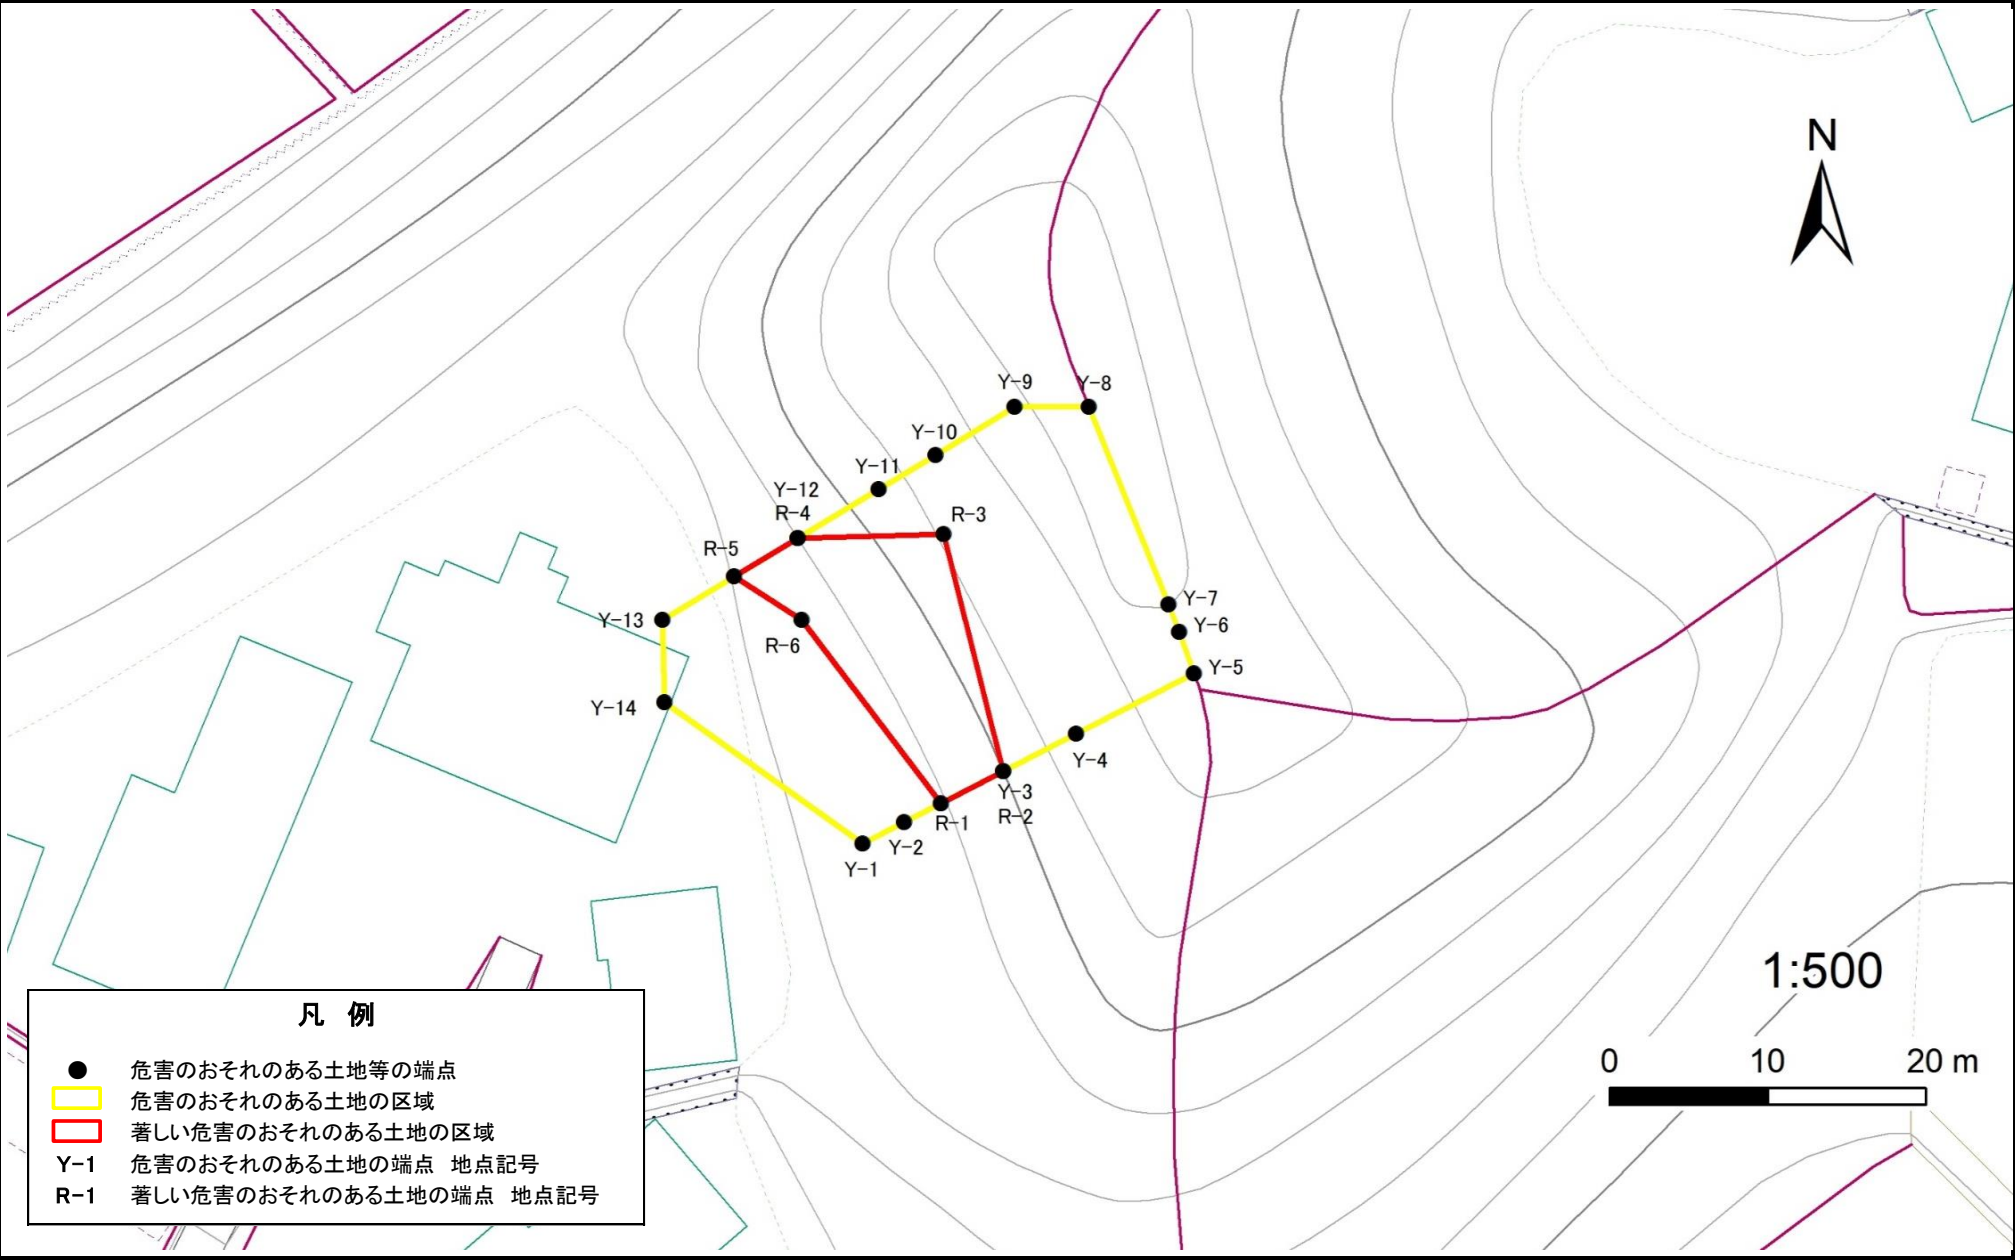 N
Y-9
Y-8
Y-10
Y-11
Y-12
R-4
R-3
R-5
Y-7
Y-13
Y-6
R-6
Y-5
Y-14
Y-4
Y-3
R-2
R-1
Y-2
Y-1
1:500
0 10 20 m
凡 例
危害のおそれのある土地等の端点
危害のおそれのある土地の区域
著しい危害のおそれのある土地の区域
Y-1 危害のおそれのある土地の端点 地点記号
R-1 著しい危害のおそれのある土地の端点 地点記号